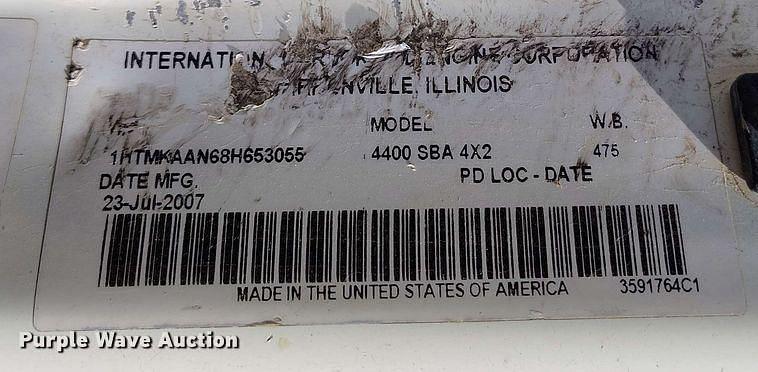 INTERNATIONAL CORPORATION
ILLINOIS
MODEL W.B.
1HTMKAAN68H653055 4400 SBA 4X2 475
DATE MFG. PD LOC - DATE
23-Jul-2007
MADE IN THE UNITED STATES OF AMERICA 3591764C1
Purple Wave Auction